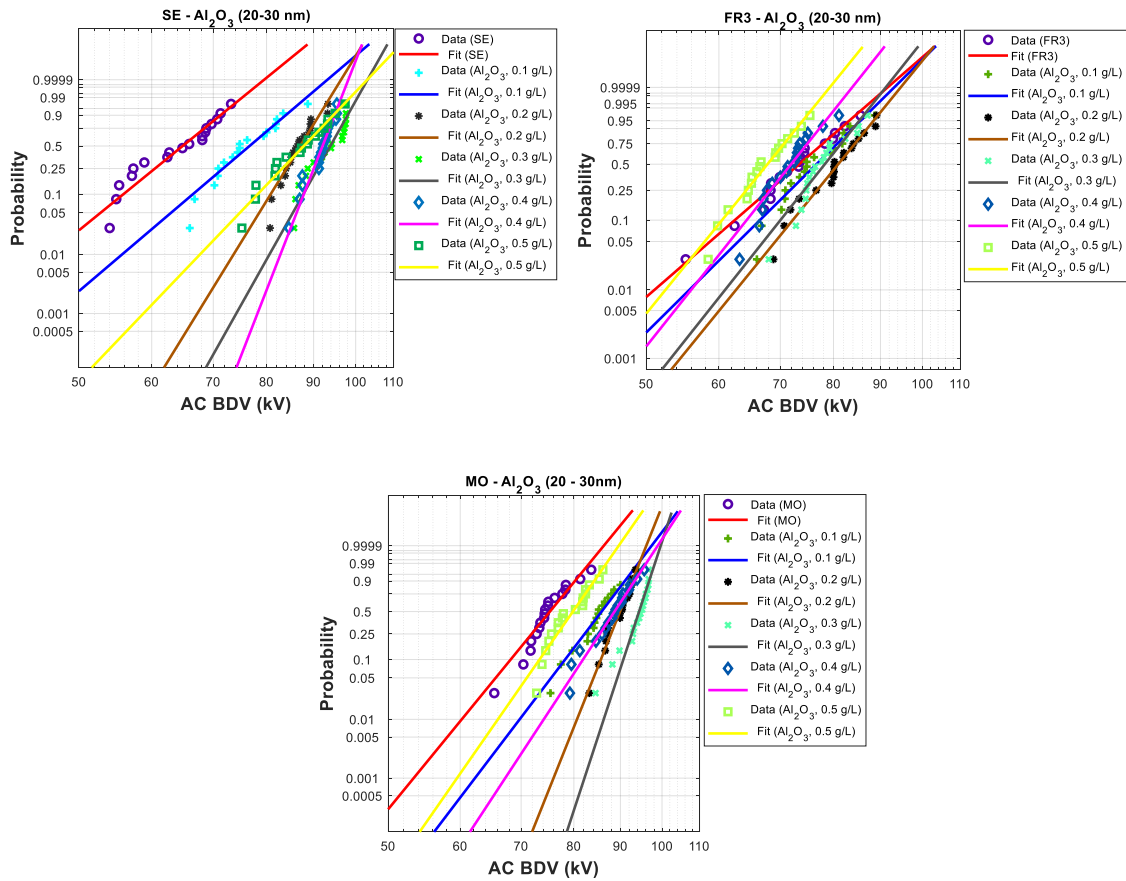 SE - Al2O3 (20-30 nm)
Probability
0.9999
0.99
0.9
0.5
0.25
0.1
0.05
0.01
0.005
0.001
0.0005
50 60 70 80 90 100 110
AC BDV (kV)
Data (SE)
Fit (SE)
Data (Al2O3, 0.1 g/L)
Fit (Al2O3, 0.1 g/L)
Data (Al2O3, 0.2 g/L)
Fit (Al2O3, 0.2 g/L)
Data (Al2O3, 0.3 g/L)
Fit (Al2O3, 0.3 g/L)
Data (Al2O3, 0.4 g/L)
Fit (Al2O3, 0.4 g/L)
Data (Al2O3, 0.5 g/L)
Fit (Al2O3, 0.5 g/L)
FR3 - Al2O3 (20-30 nm)
Probability
0.9999
0.995
0.95
0.75
0.5
0.25
0.1
0.05
0.01
0.005
0.001
50 60 70 80 90 100 110
AC BDV (kV)
Data (FR3)
Fit (FR3)
Data (Al2O3, 0.1 g/L)
Fit (Al2O3, 0.1 g/L)
Data (Al2O3, 0.2 g/L)
Fit (Al2O3, 0.2 g/L)
Data (Al2O3, 0.3 g/L)
Fit (Al2O3, 0.3 g/L)
Data (Al2O3, 0.4 g/L)
Fit (Al2O3, 0.4 g/L)
Data (Al2O3, 0.5 g/L)
Fit (Al2O3, 0.5 g/L)
MO - Al2O3 (20 - 30nm)
Probability
0.9999
0.99
0.9
0.5
0.25
0.1
0.05
0.01
0.005
0.001
0.0005
50 60 70 80 90 100 110
AC BDV (kV)
Data (MO)
Fit (MO)
Data (Al2O3, 0.1 g/L)
Fit (Al2O3, 0.1 g/L)
Data (Al2O3, 0.2 g/L)
Fit (Al2O3, 0.2 g/L)
Data (Al2O3, 0.3 g/L)
Fit (Al2O3, 0.3 g/L)
Data (Al2O3, 0.4 g/L)
Fit (Al2O3, 0.4 g/L)
Data (Al2O3, 0.5 g/L)
Fit (Al2O3, 0.5 g/L)